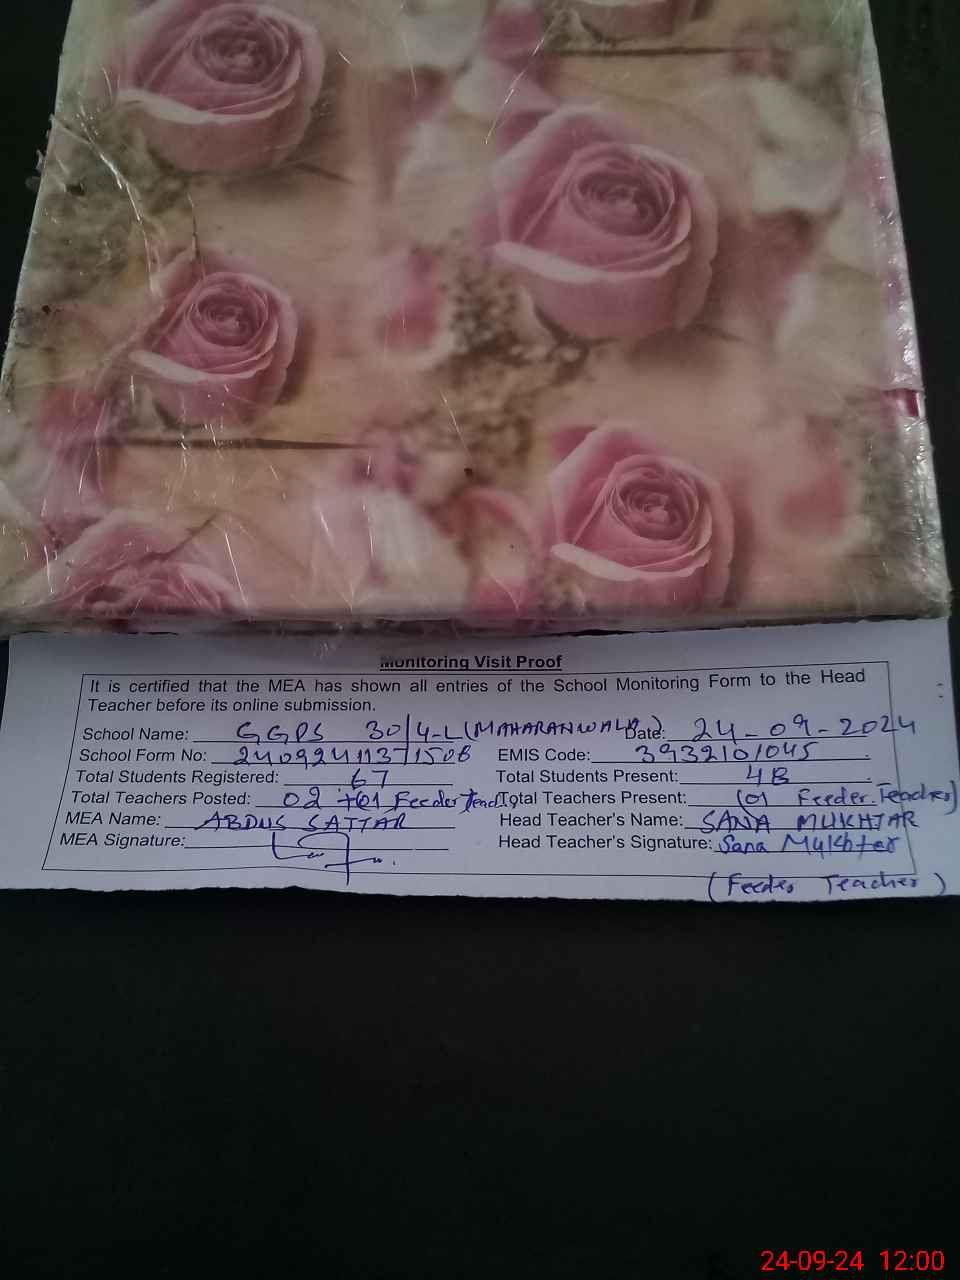 Monitoring Visit Proof
It is certified that the MEA has shown all entries of the School Monitoring Form to the Head
Teacher before its online submission.
School Name: GGPS 30/4-L (MAHARANWALA) Date: 24-09-2024
School Form No: 2409241137150B EMIS Code: 3932101045
Total Students Registered: 67 Total Students Present: 48
Total Teachers Posted: 02 +01 Feeder Total Teachers Present: 01 Feeder Teacher)
MEA Name: ABDUS SATTAR Head Teacher's Name: SANA MUKHTAR
MEA Signature: Head Teacher's Signature: Sana Mukhtar
(Feeder Teacher)
24-09-24 12:00